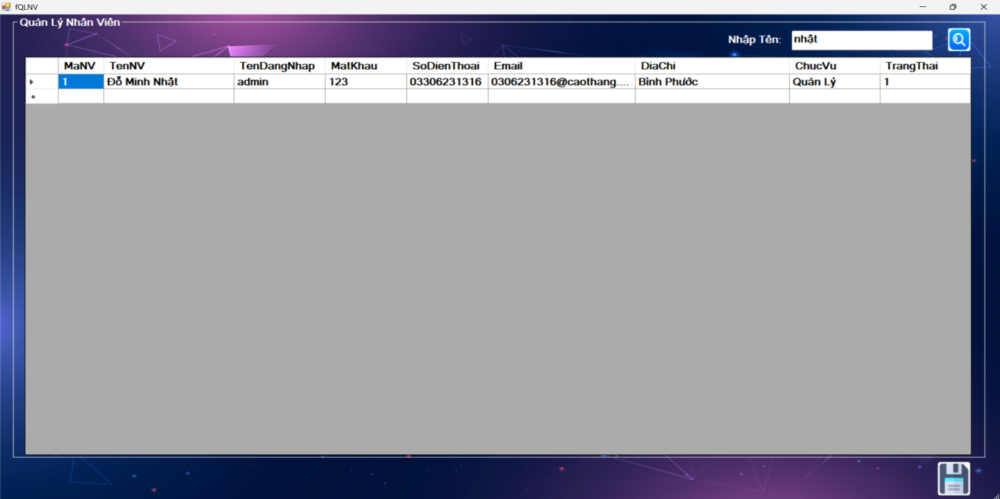 fQLNV
Quản Lý Nhân Viên
Nhập Tên: nhật
MaNV TenNV TenDangNhap MatKhau SoDienThoai Email DiaChi ChucVu TrangThai
1 Đỗ Minh Nhật admin 123 03306231316 0306231316@caothang.... Bình Phước Quản Lý 1